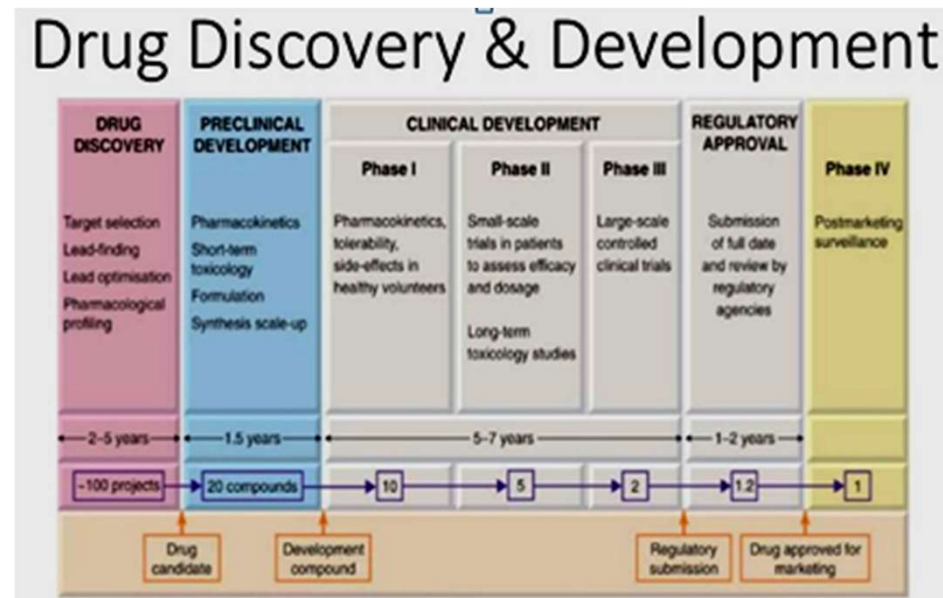 Drug Discovery & Development
DRUG
DISCOVERY
Target selection
Lead-finding
Lead optimisation
Pharmacological
profiling
PRECLINICAL
DEVELOPMENT
Pharmacokinetics
Short-term
toxicology
Formulation
Synthesis scale-up
CLINICAL DEVELOPMENT
Phase I
Pharmacokinetics,
tolerability,
side-effects in
healthy volunteers
Phase II
Small-scale
trials in patients
to assess efficacy
and dosage
Long-term
toxicology studies
Phase III
Large-scale
controlled
clinical trials
REGULATORY
APPROVAL
Submission
of full date
and review by
regulatory
agencies
Phase IV
Postmarketing
surveillance
2–5 years
1.5 years
5–7 years
1–2 years
~100 projects
20 compounds
10
5
2
1.2
1
Drug
candidate
Development
compound
Regulatory
submission
Drug approved for
marketing